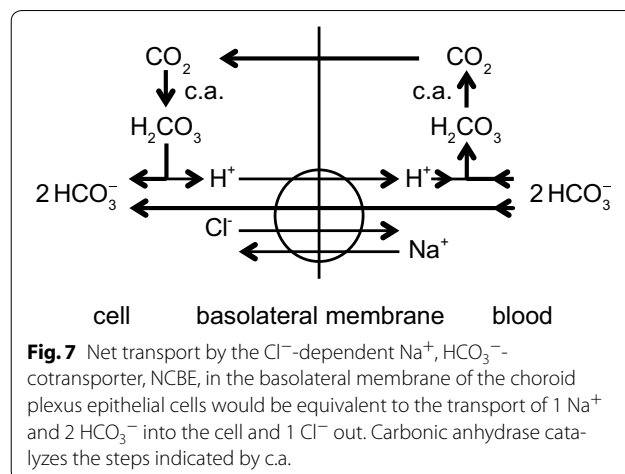 CO₂ CO₂
c.a. c.a.
H₂CO₃ H₂CO₃
H⁺ H⁺
2 HCO₃⁻ 2 HCO₃⁻
Cl⁻
Na⁺
cell basolateral membrane blood
Fig. 7 Net transport by the Cl⁻-dependent Na⁺, HCO₃⁻-
cotransporter, NCBE, in the basolateral membrane of the choroid
plexus epithelial cells would be equivalent to the transport of 1 Na⁺
and 2 HCO₃⁻ into the cell and 1 Cl⁻ out. Carbonic anhydrase cata-
lyzes the steps indicated by c.a.